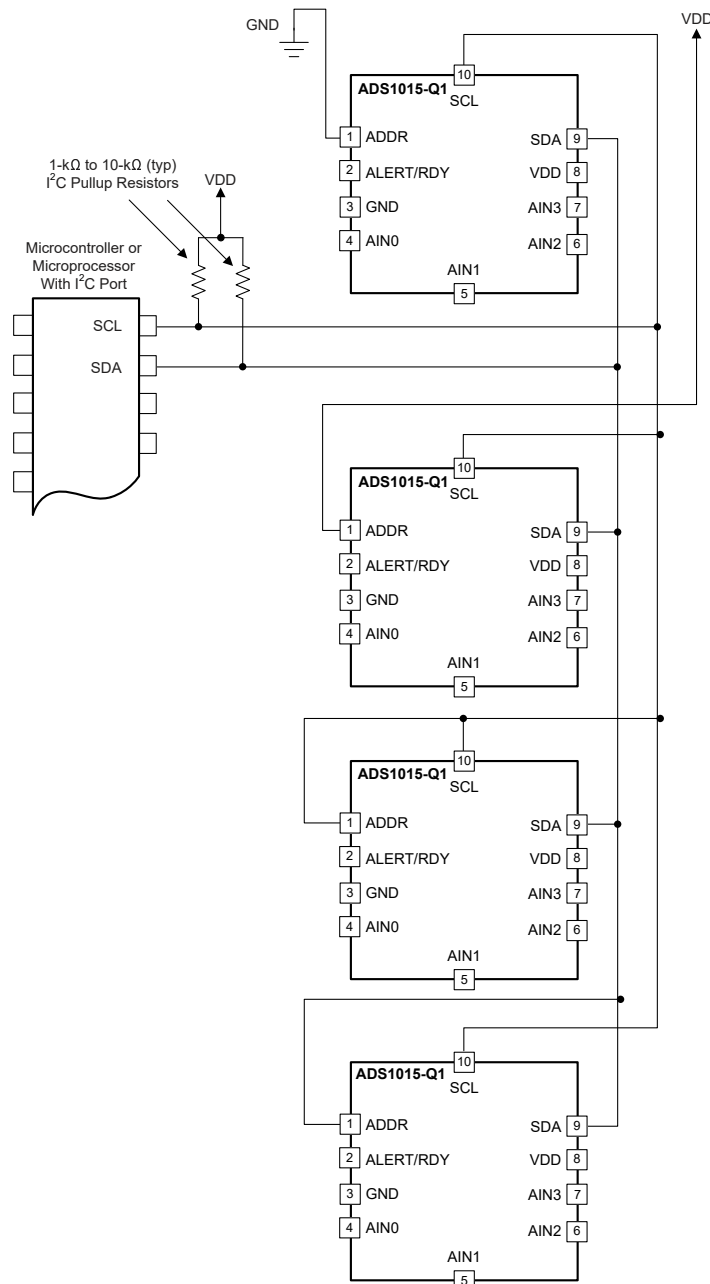 GND
VDD
10
ADS1015-Q1
SCL
1 ADDR
SDA 9
2 ALERT/RDY
VDD 8
3 GND
AIN3 7
4 AIN0
AIN2 6
AIN1
5
1-kΩ to 10-kΩ (typ)
I²C Pullup Resistors
VDD
Microcontroller or
Microprocessor
With I²C Port
SCL
SDA
10
ADS1015-Q1
SCL
1 ADDR
SDA 9
2 ALERT/RDY
VDD 8
3 GND
AIN3 7
4 AIN0
AIN2 6
AIN1
5
10
ADS1015-Q1
SCL
1 ADDR
SDA 9
2 ALERT/RDY
VDD 8
3 GND
AIN3 7
4 AIN0
AIN2 6
AIN1
5
10
ADS1015-Q1
SCL
1 ADDR
SDA 9
2 ALERT/RDY
VDD 8
3 GND
AIN3 7
4 AIN0
AIN2 6
AIN1
5